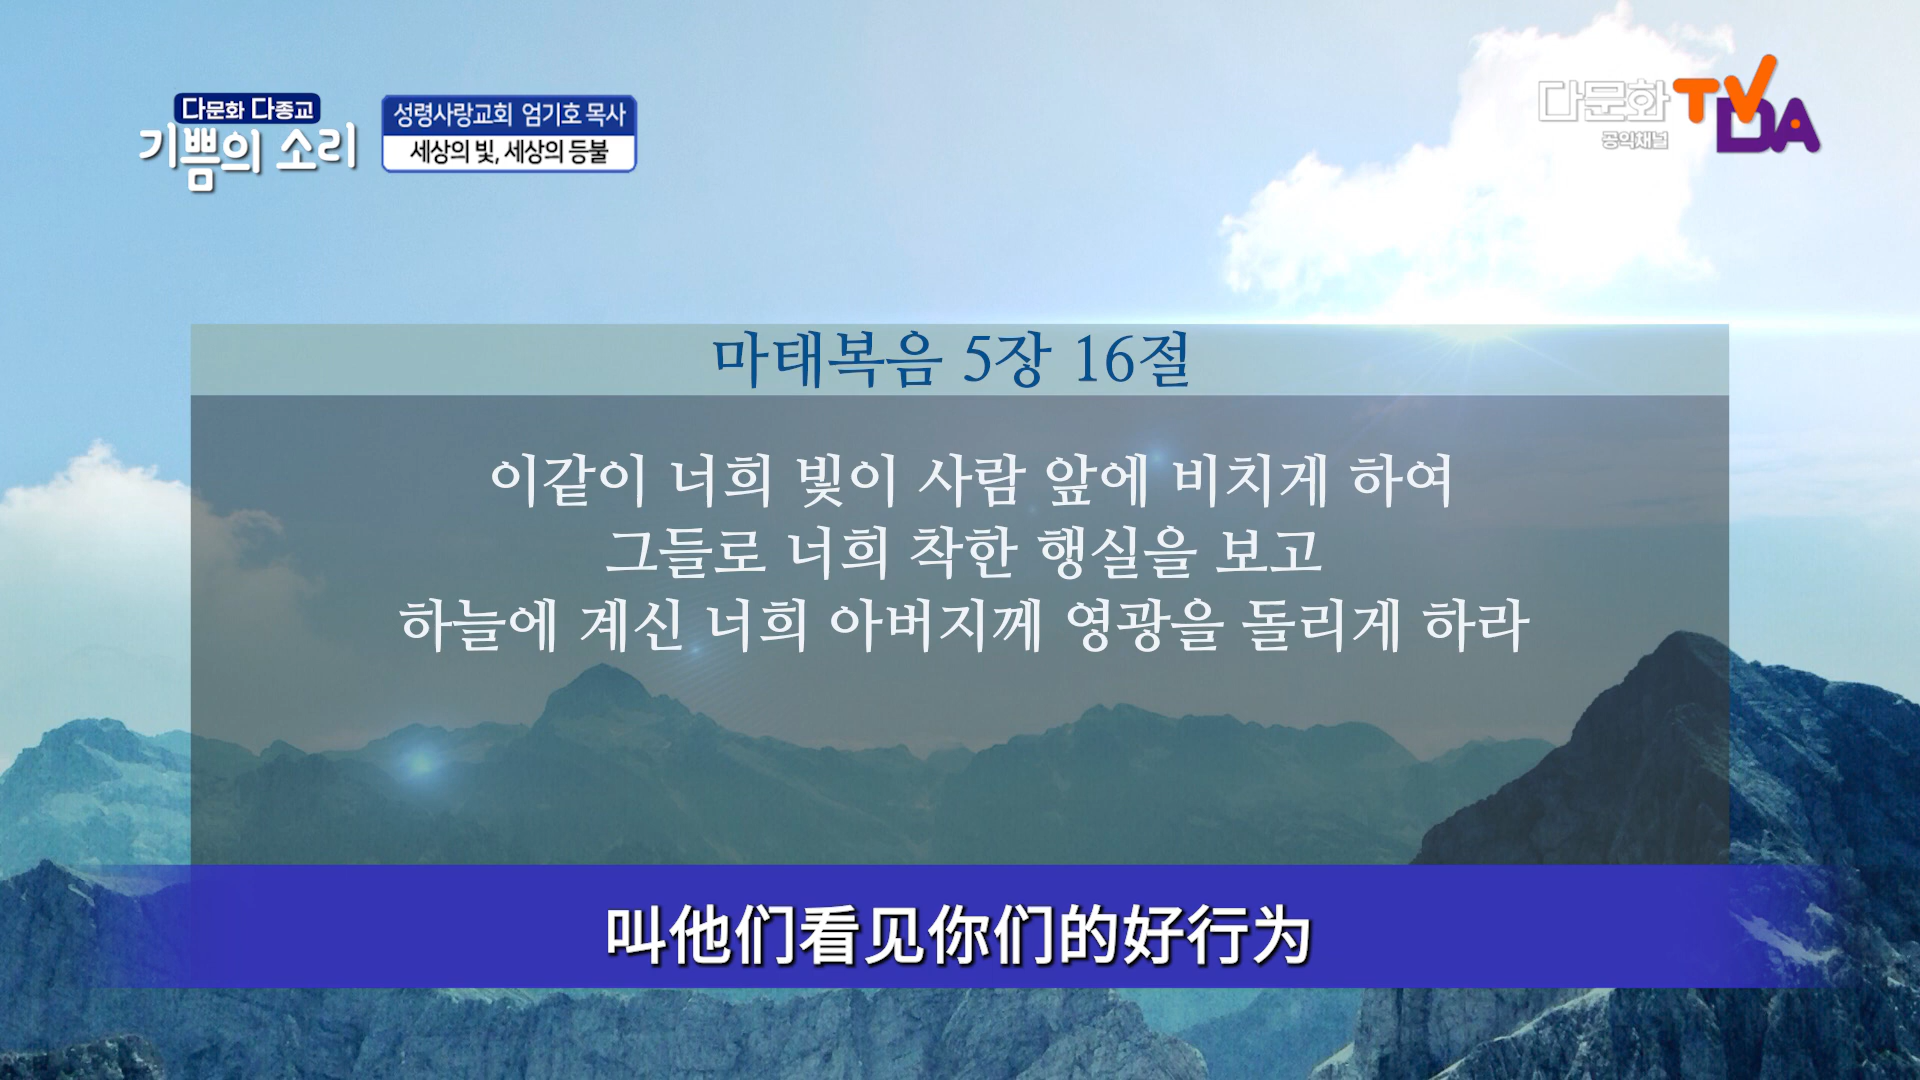 다문화 다종교
기쁨의 소리
성령사랑교회 엄기호 목사
세상의 빛, 세상의 등불
다문화 TV
공익채널 DA
마태복음 5장 16절
이같이 너희 빛이 사람 앞에 비치게 하여
그들로 너희 착한 행실을 보고
하늘에 계신 너희 아버지께 영광을 돌리게 하라
叫他们看见你们的好行为